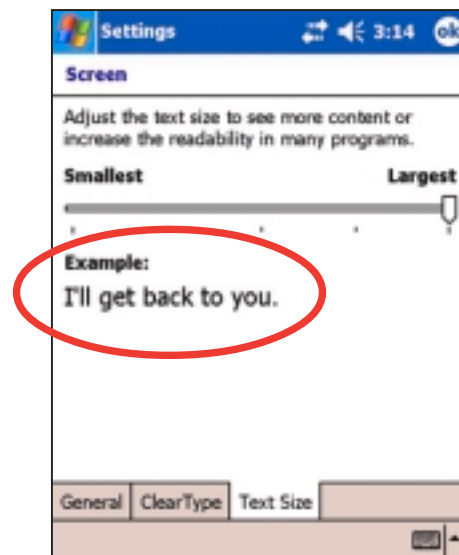 Settings 3:14 ok
Screen
Adjust the text size to see more content or
increase the readability in many programs.
Smallest Largest
Example:
I'll get back to you.
General ClearType Text Size